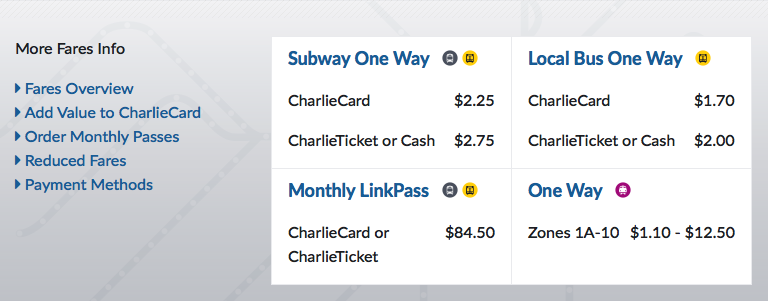 More Fares Info
Fares Overview
Add Value to CharlieCard
Order Monthly Passes
Reduced Fares
Payment Methods
Subway One Way
CharlieCard $2.25
CharlieTicket or Cash $2.75
Local Bus One Way
CharlieCard $1.70
CharlieTicket or Cash $2.00
Monthly LinkPass
CharlieCard or $84.50
CharlieTicket
One Way
Zones 1A-10 $1.10 - $12.50